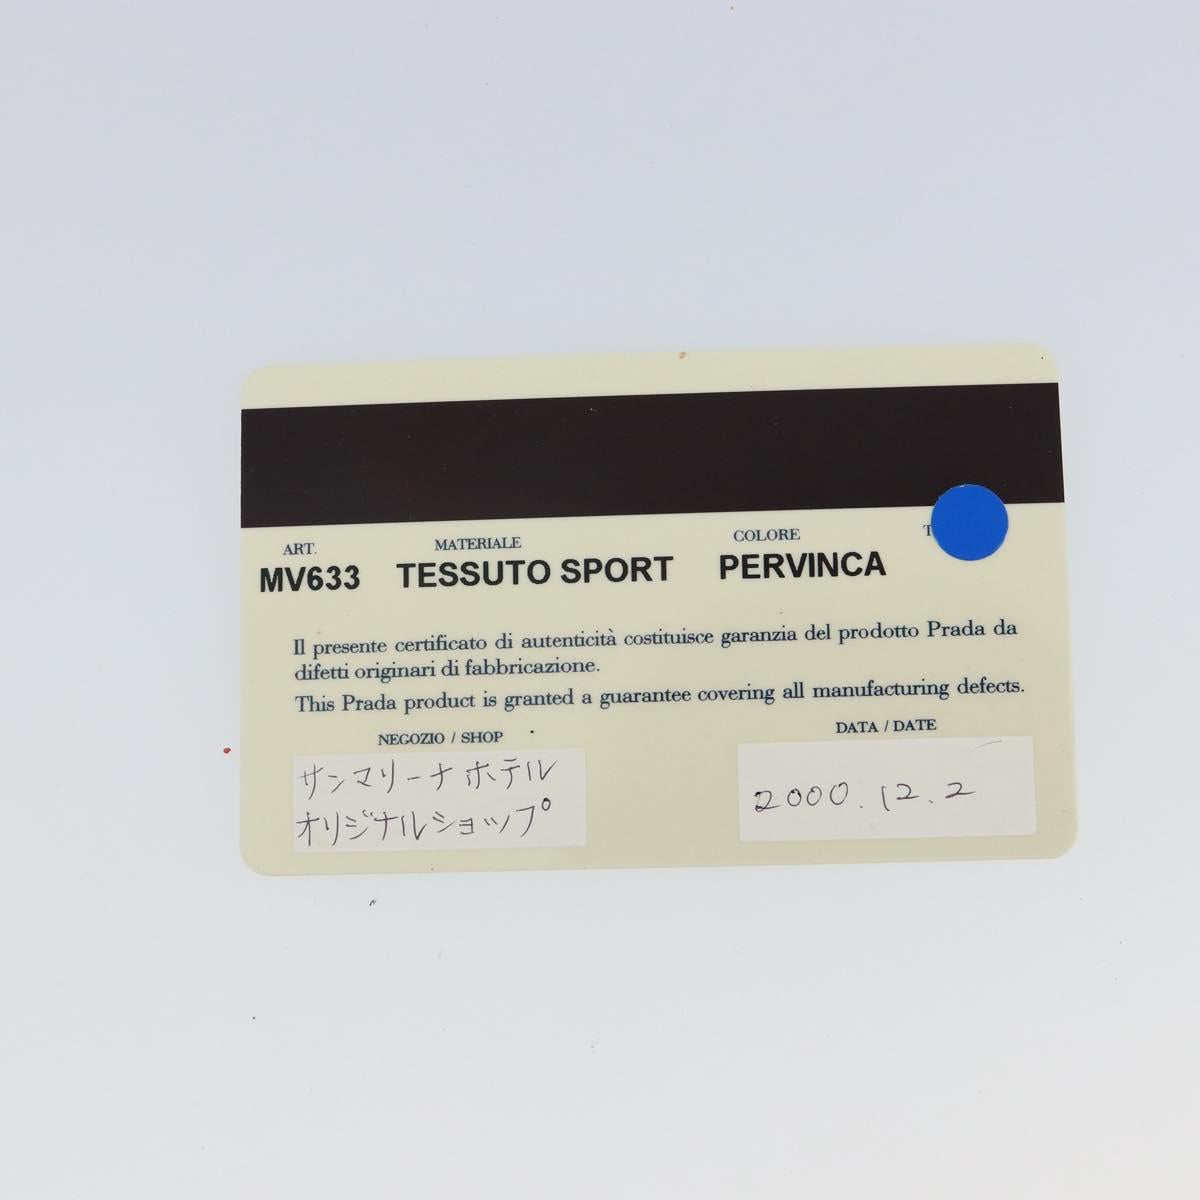 ART. MATERIALE COLORE
MV633 TESSUTO SPORT PERVINCA
Il presente certificato di autenticità costituisce garanzia del prodotto Prada da
difetti originari di fabbricazione.
This Prada product is granted a guarantee covering all manufacturing defects.
NEGOZIO / SHOP DATA / DATE
サンマリーナホテル
オリジナルショップ
2000.12.2